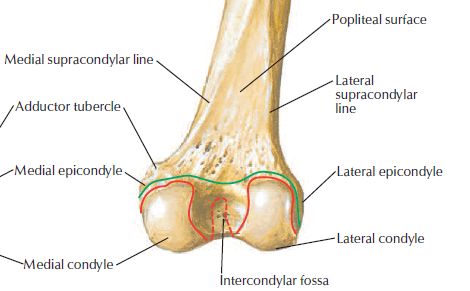 Popliteal surface
Medial supracondylar line
Lateral
supracondylar
line
Adductor tubercle
Medial epicondyle
Lateral epicondyle
Lateral condyle
Medial condyle
Intercondylar fossa